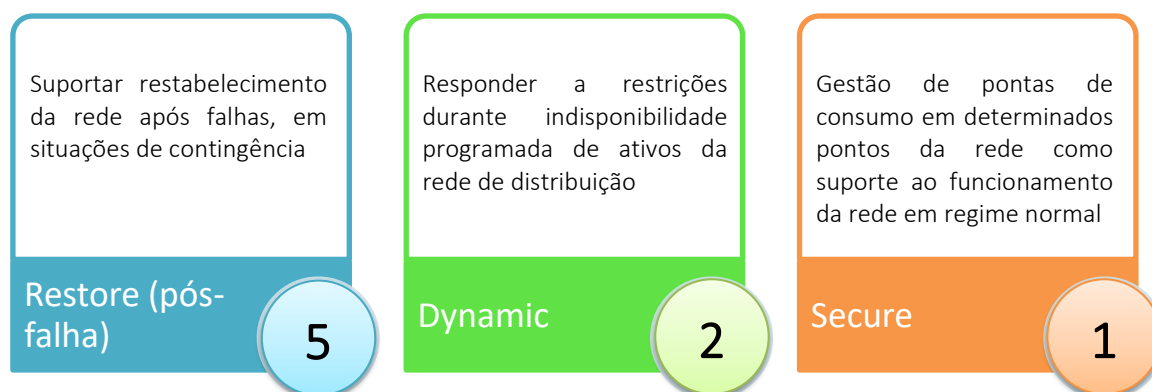 Suportar restabelecimento
da rede após falhas, em
situações de contingência
Restore (pós-
falha)
5
Responder a restrições
durante indisponibilidade
programada de ativos da
rede de distribuição
Dynamic
2
Gestão de pontas de
consumo em determinados
pontos da rede como
suporte ao funcionamento
da rede em regime normal
Secure
1